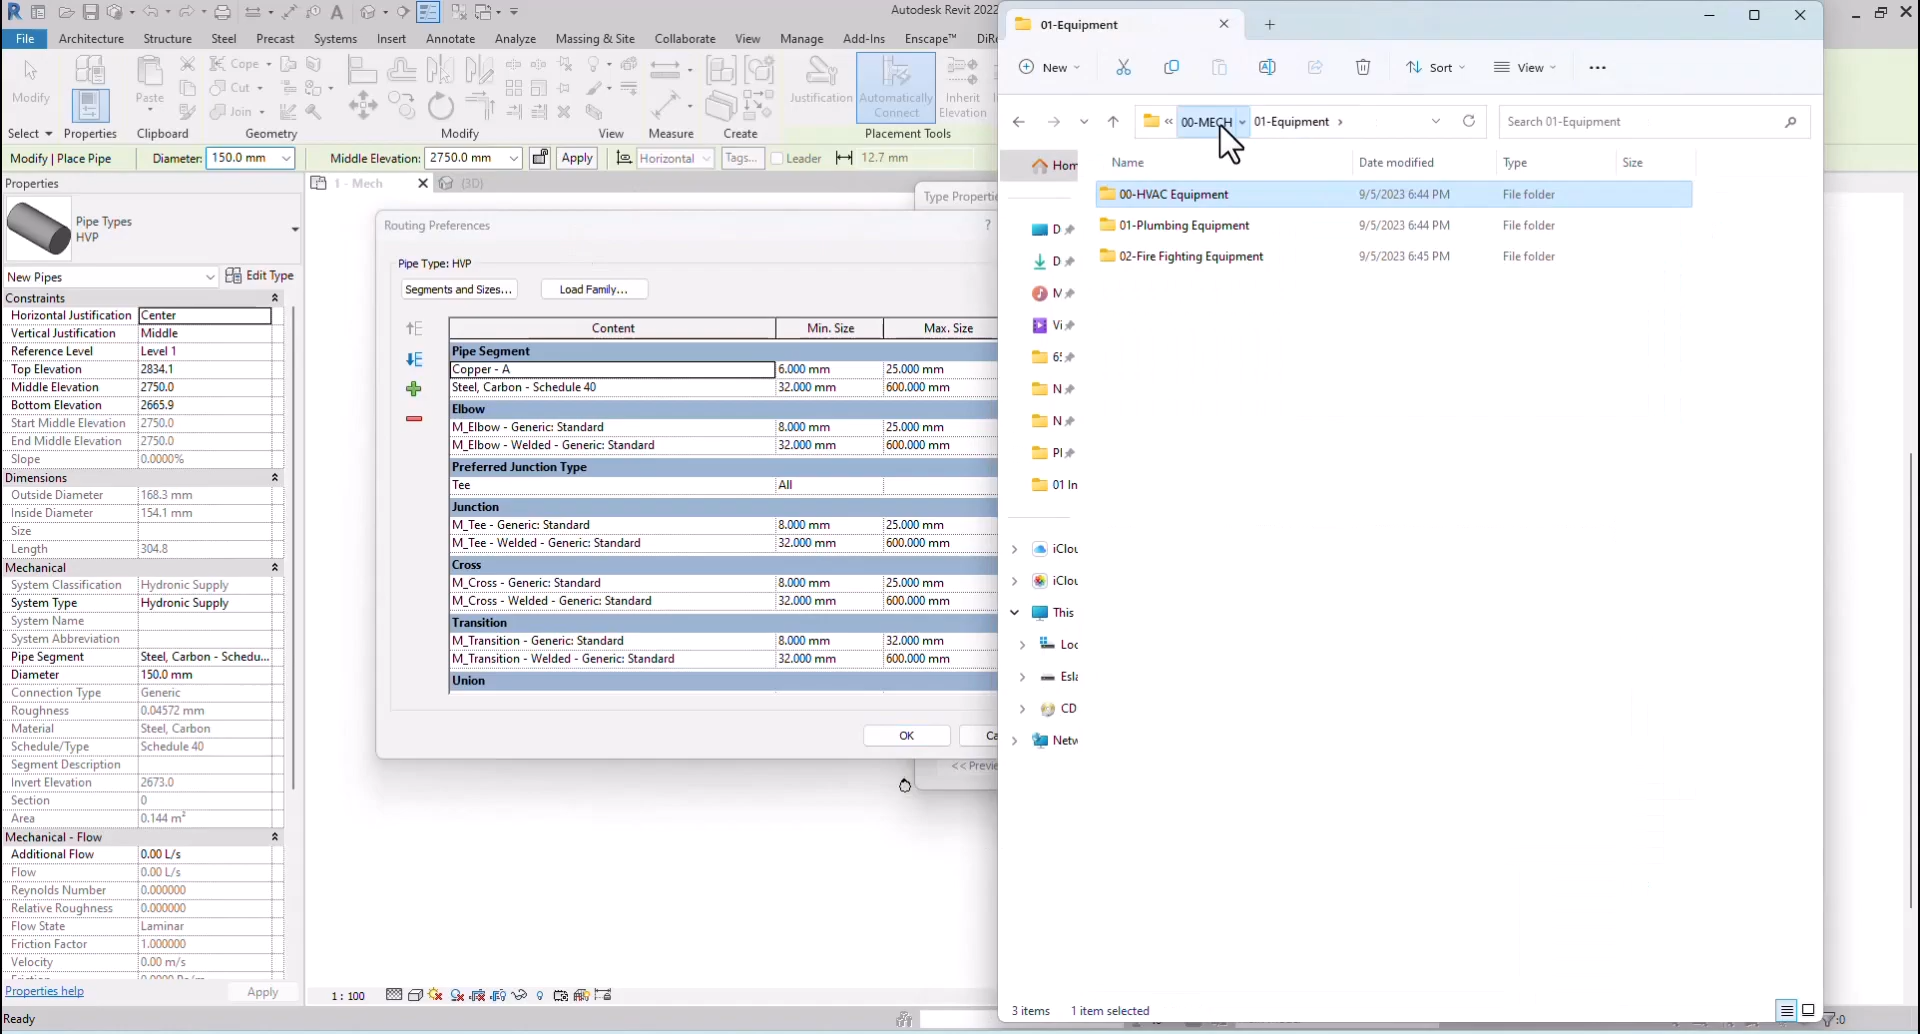 Autodesk Revit 2022
File Architecture Structure Steel Precast Systems Insert Annotate Analyze Massing & Site Collaborate View Manage Add-Ins Enscape™
Modify
Paste
Cope
Cut
Join
Justification
Automatically
Connect
Inherit
Elevation
Select Properties Clipboard Geometry Modify View Measure Create Placement Tools
Modify | Place Pipe Diameter: 150.0 mm Middle Elevation: 2750.0 mm Apply Horizontal Tags... Leader 12.7 mm
Properties
Pipe Types
HVP
New Pipes Edit Type
Constraints
Horizontal Justification Center
Vertical Justification Middle
Reference Level Level 1
Top Elevation 2834.1
Middle Elevation 2750.0
Bottom Elevation 2665.9
Start Middle Elevation 2750.0
End Middle Elevation 2750.0
Slope 0.0000%
Dimensions
Outside Diameter 168.3 mm
Inside Diameter 154.1 mm
Size
Length 304.8
Mechanical
System Classification Hydronic Supply
System Type Hydronic Supply
System Name
System Abbreviation
Pipe Segment Steel, Carbon - Schedu...
Diameter 150.0 mm
Connection Type Generic
Roughness 0.04572 mm
Material Steel, Carbon
Schedule/Type Schedule 40
Segment Description
Invert Elevation 2673.0
Section 0
Area 0.144 m²
Mechanical - Flow
Additional Flow 0.00 L/s
Flow 0.00 L/s
Reynolds Number 0.000000
Relative Roughness 0.000000
Flow State Laminar
Friction Factor 1.000000
Velocity 0.00 m/s
Properties help Apply
Ready
1 - Mech (3D)
Type Properti
Routing Preferences ?
Pipe Type: HVP
Segments and Sizes... Load Family...
Content Min. Size Max. Size
Pipe Segment
Copper - A 6.000 mm 25.000 mm
Steel, Carbon - Schedule 40 32.000 mm 600.000 mm
Elbow
M_Elbow - Generic: Standard 8.000 mm 25.000 mm
M_Elbow - Welded - Generic: Standard 32.000 mm 600.000 mm
Preferred Junction Type
Tee All
Junction
M_Tee - Generic: Standard 8.000 mm 25.000 mm
M_Tee - Welded - Generic: Standard 32.000 mm 600.000 mm
Cross
M_Cross - Generic: Standard 8.000 mm 25.000 mm
M_Cross - Welded - Generic: Standard 32.000 mm 600.000 mm
Transition
M_Transition - Generic: Standard 8.000 mm 32.000 mm
M_Transition - Welded - Generic: Standard 32.000 mm 600.000 mm
Union
OK Ca
<< Previe
1 : 100
01-Equipment
New Sort View
« 00-MECH 01-Equipment › Search 01-Equipment
Name Date modified Type Size
00-HVAC Equipment 9/5/2023 6:44 PM File folder
01-Plumbing Equipment 9/5/2023 6:44 PM File folder
02-Fire Fighting Equipment 9/5/2023 6:45 PM File folder
Hom
D
D
Vi
N
N
Pl
01 In
iClou
iClou
This
Loc
Esla
CD
Netw
3 items 1 item selected
:0